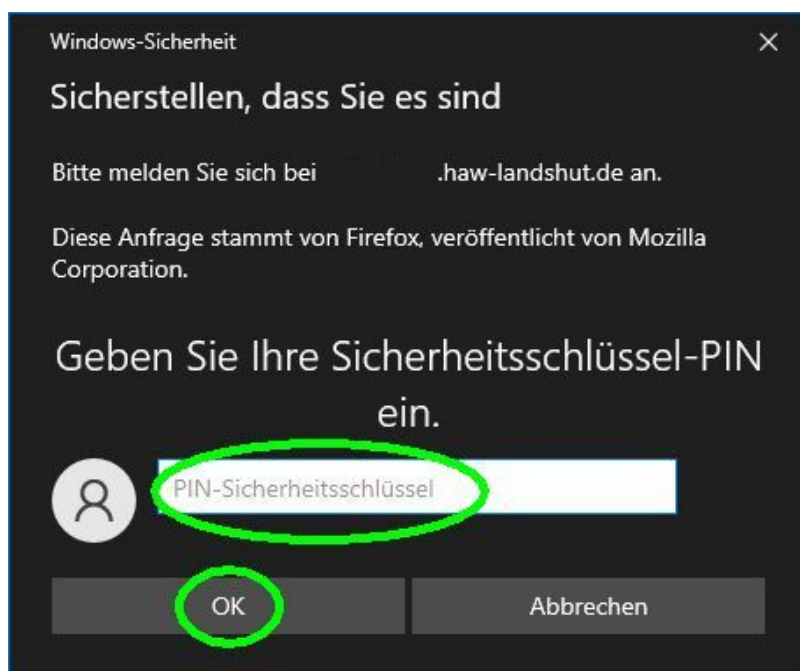 Windows-Sicherheit
Sicherstellen, dass Sie es sind
Bitte melden Sie sich bei .haw-landshut.de an.
Diese Anfrage stammt von Firefox, veröffentlicht von Mozilla
Corporation.
Geben Sie Ihre Sicherheitsschlüssel-PIN
ein.
PIN-Sicherheitsschlüssel
OK Abbrechen